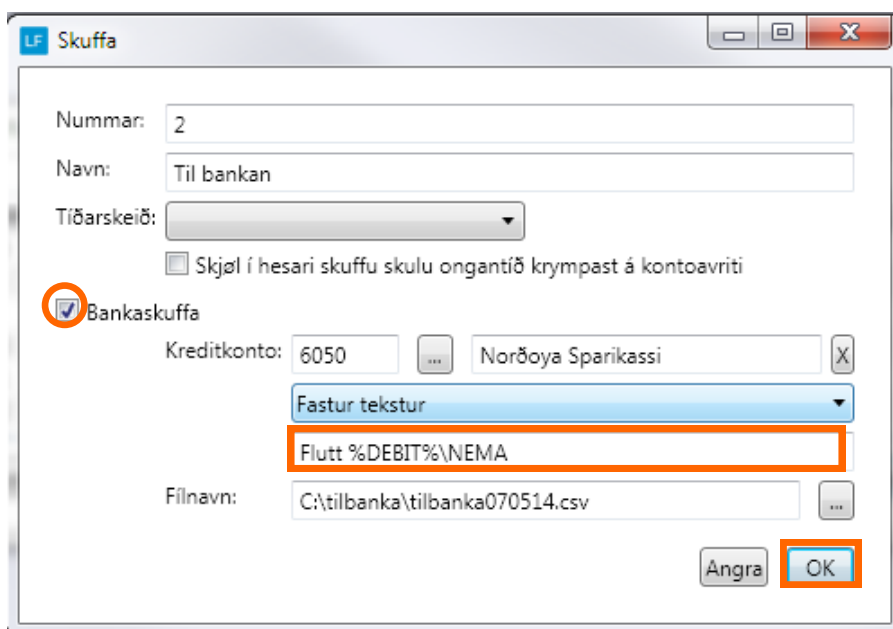 LF Skuffa
Nummar: 2
Navn: Til bankan
Tíðarskeið:
Skjøl í hesari skuffu skulu ongantíð krympast á kontoavriti
Bankaskuffa
Kreditkonto: 6050 ... Norðoya Sparikassi X
Fastur tekstur
Flutt %DEBIT%\NEMA
Fílnavn: C:\tilbanka\tilbanka070514.csv ...
Angra OK